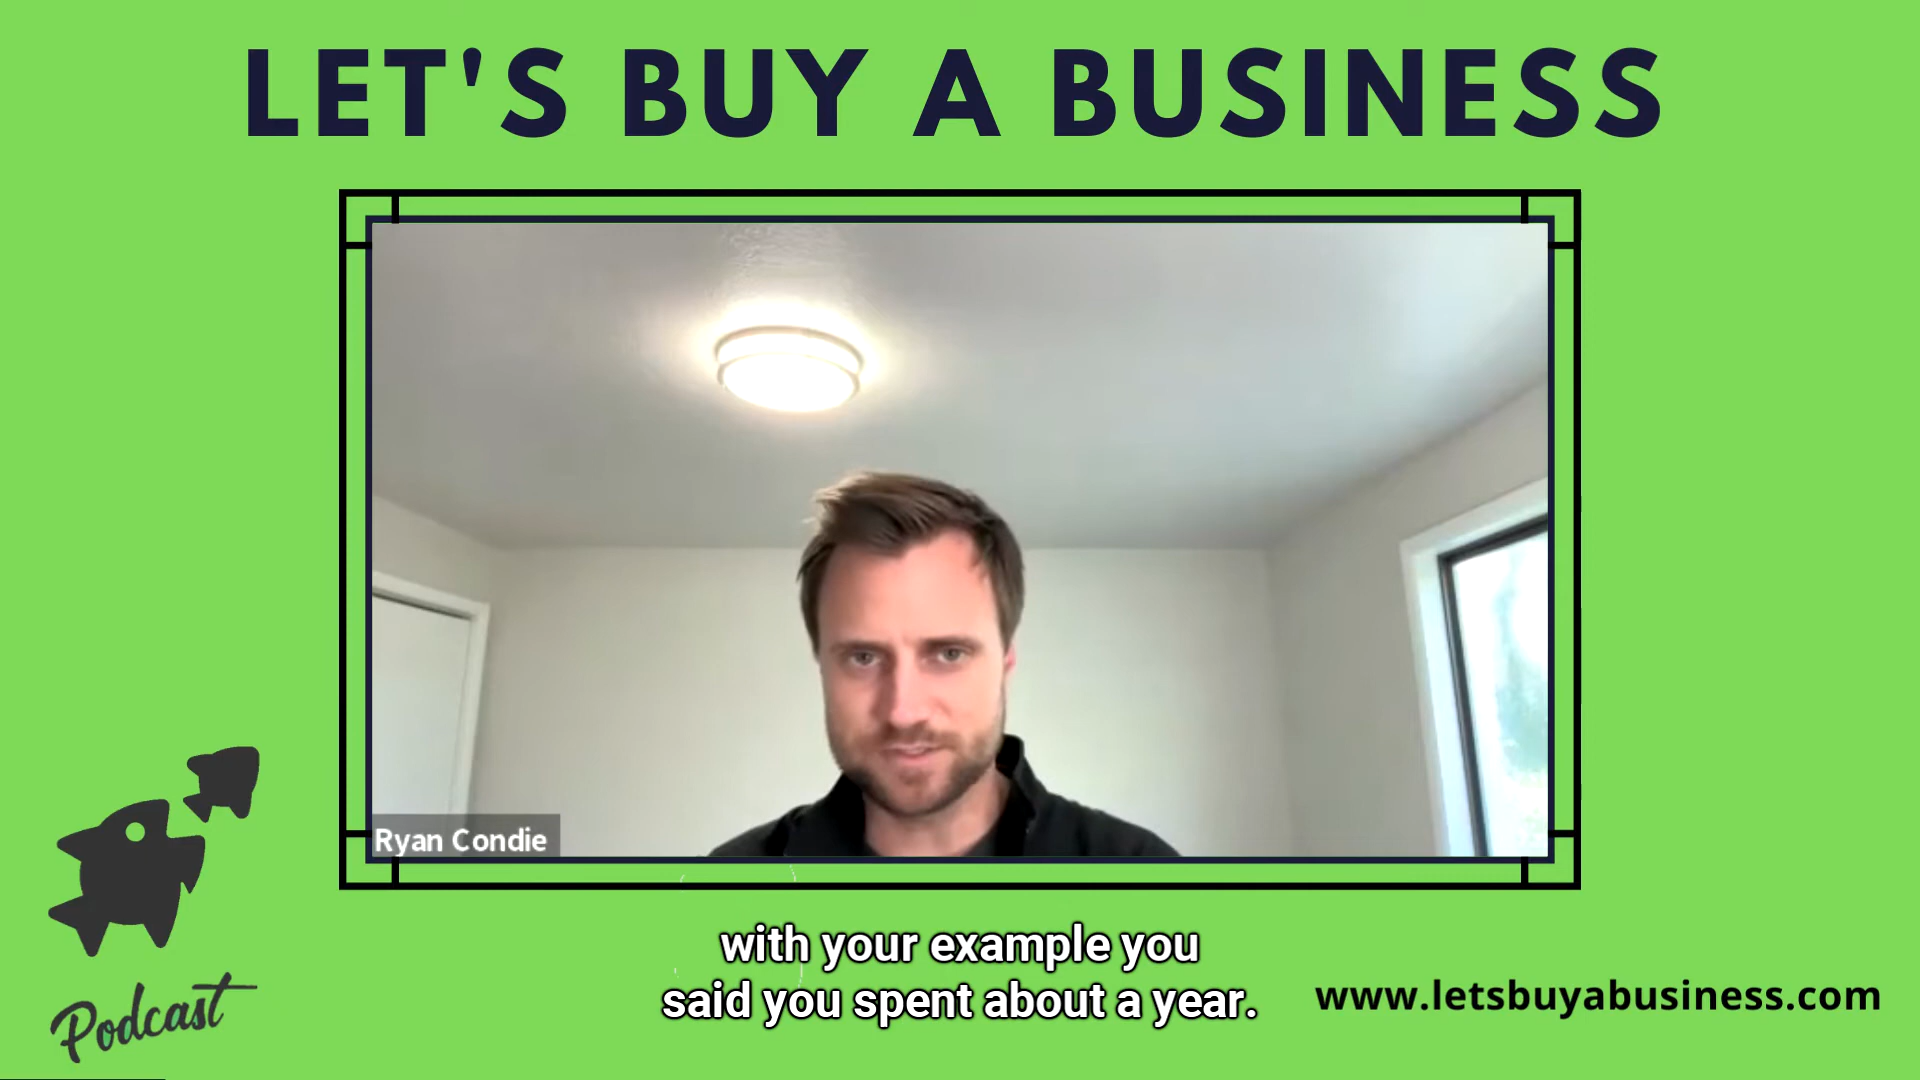 LET'S BUY A BUSINESS
Ryan Condie
with your example you
said you spent about a year.
www.letsbuyabusiness.com
Podcast